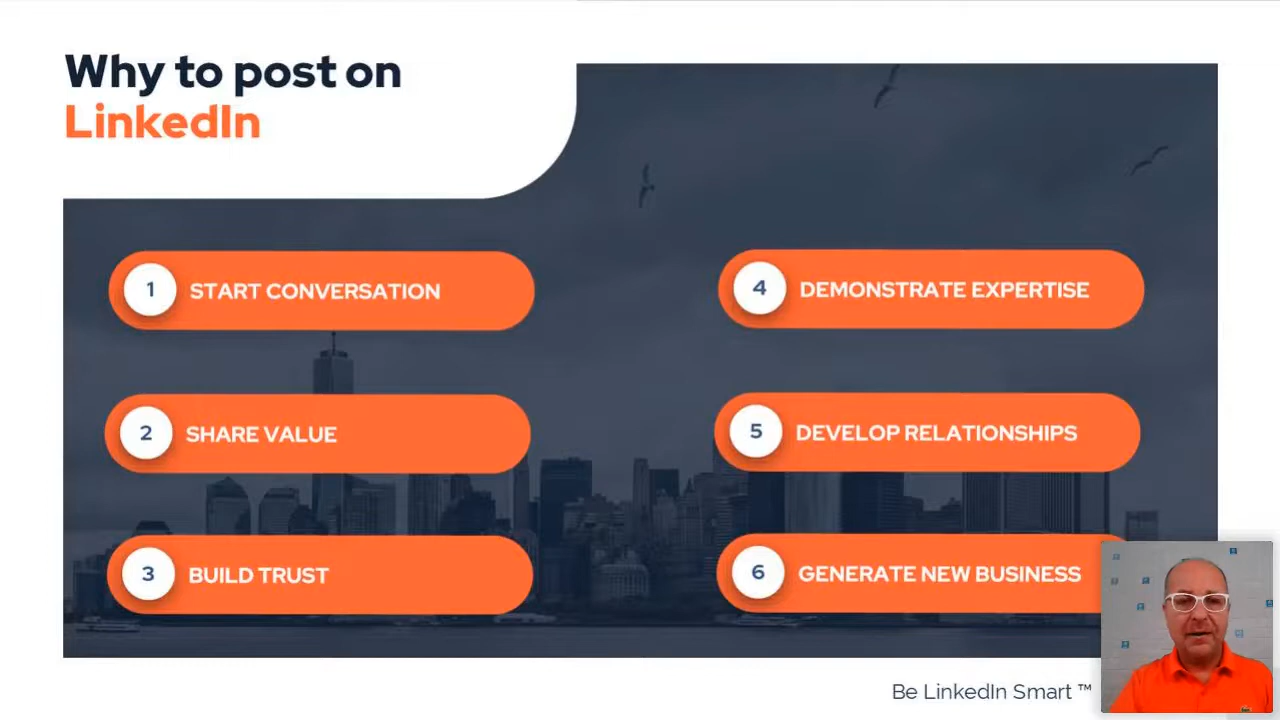 Why to post on
LinkedIn
1 START CONVERSATION
2 SHARE VALUE
3 BUILD TRUST
4 DEMONSTRATE EXPERTISE
5 DEVELOP RELATIONSHIPS
6 GENERATE NEW BUSINESS
Be LinkedIn Smart ™